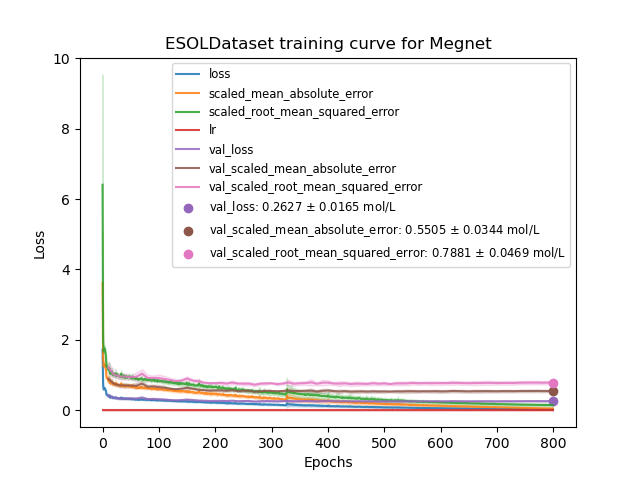 ESOLDataset training curve for Megnet
10
8
6
4
2
0
Loss
loss
scaled_mean_absolute_error
scaled_root_mean_squared_error
lr
val_loss
val_scaled_mean_absolute_error
val_scaled_root_mean_squared_error
val_loss: 0.2627 ± 0.0165 mol/L
val_scaled_mean_absolute_error: 0.5505 ± 0.0344 mol/L
val_scaled_root_mean_squared_error: 0.7881 ± 0.0469 mol/L
0 100 200 300 400 500 600 700 800
Epochs